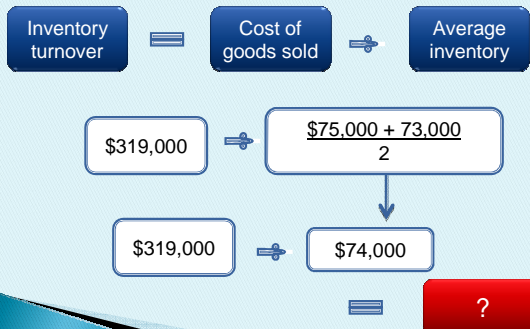 Inventory
turnover
Cost of
goods sold
Average
inventory
$319,000
$75,000 + 73,000
2
$319,000
$74,000
?